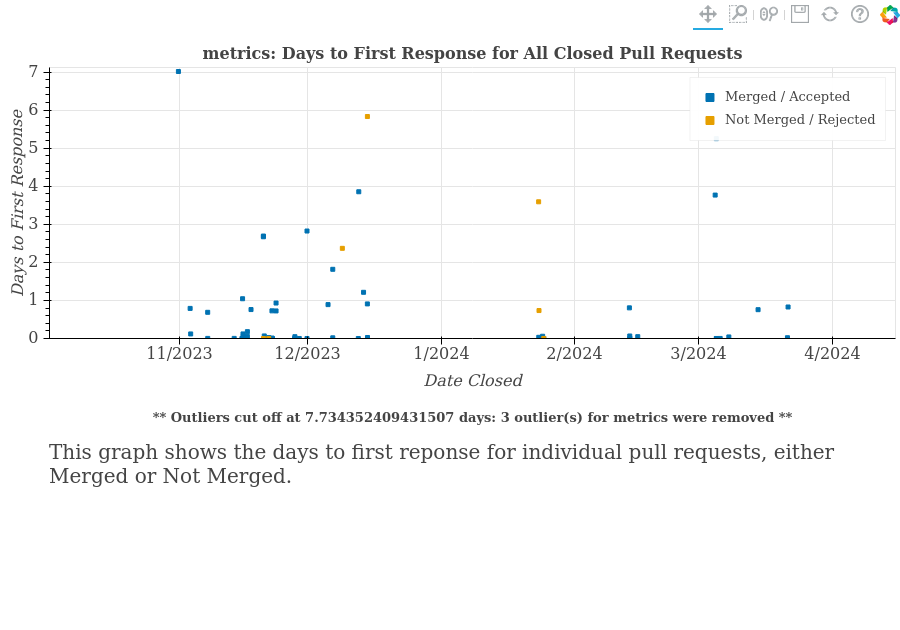 metrics: Days to First Response for All Closed Pull Requests
7
6
5
4
3
2
1
0
Days to First Response
Merged / Accepted
Not Merged / Rejected
11/2023
12/2023
1/2024
2/2024
3/2024
4/2024
Date Closed
** Outliers cut off at 7.734352409431507 days: 3 outlier(s) for metrics were removed **
This graph shows the days to first reponse for individual pull requests, either
Merged or Not Merged.